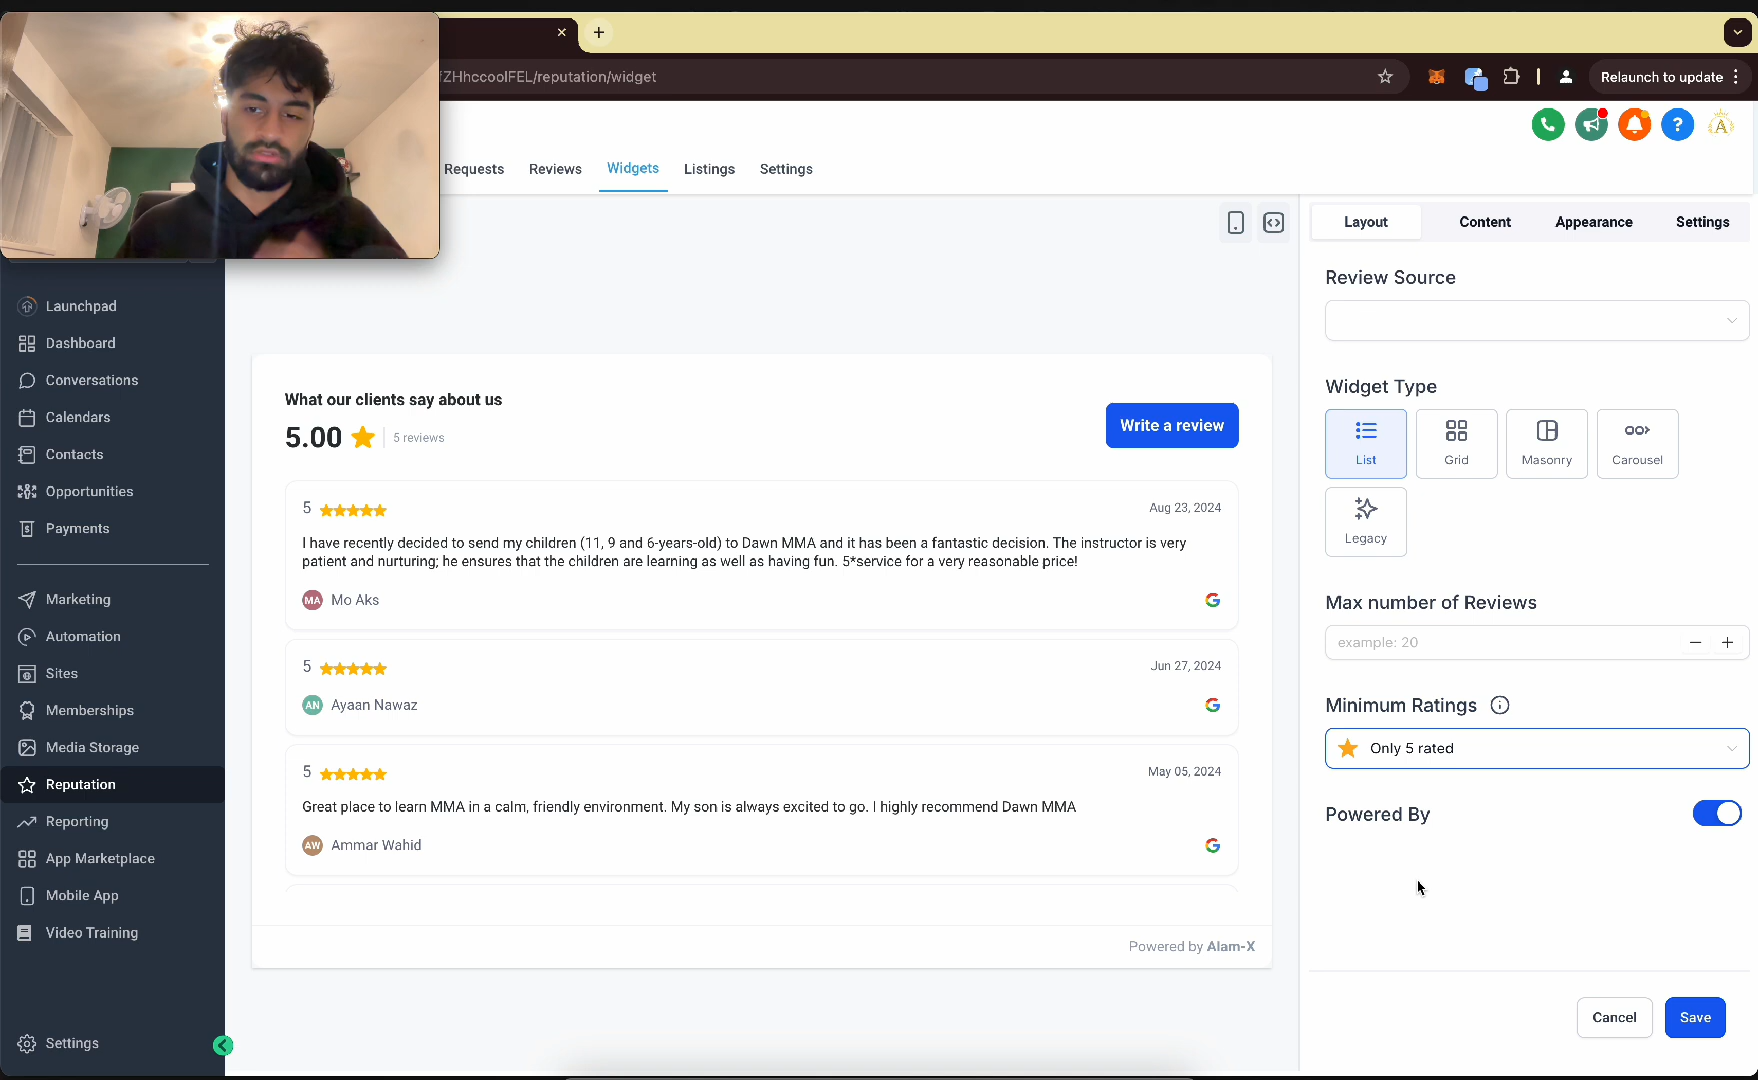 ZHhccoolFEL/reputation/widget
Relaunch to update
Requests
Reviews
Widgets
Listings
Settings
Launchpad
Dashboard
Conversations
Calendars
Contacts
Opportunities
Payments
Marketing
Automation
Sites
Memberships
Media Storage
Reputation
Reporting
App Marketplace
Mobile App
Video Training
Settings
What our clients say about us
5.00
5 reviews
Write a review
5
Aug 23, 2024
I have recently decided to send my children (11, 9 and 6-years-old) to Dawn MMA and it has been a fantastic decision. The instructor is very
patient and nurturing; he ensures that the children are learning as well as having fun. 5*service for a very reasonable price!
MA
Mo Aks
5
Jun 27, 2024
AN
Ayaan Nawaz
5
May 05, 2024
Great place to learn MMA in a calm, friendly environment. My son is always excited to go. I highly recommend Dawn MMA
AW
Ammar Wahid
Powered by Alam-X
Layout
Content
Appearance
Settings
Review Source
Widget Type
List
Grid
Masonry
Carousel
Legacy
Max number of Reviews
example: 20
Minimum Ratings
Only 5 rated
Powered By
Cancel
Save